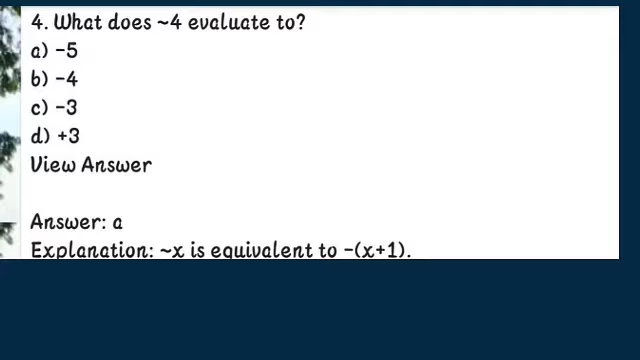 4. What does ~4 evaluate to?
a) -5
b) -4
c) -3
d) +3
View Answer
Answer: a
Explanation: ~x is equivalent to -(x+1).